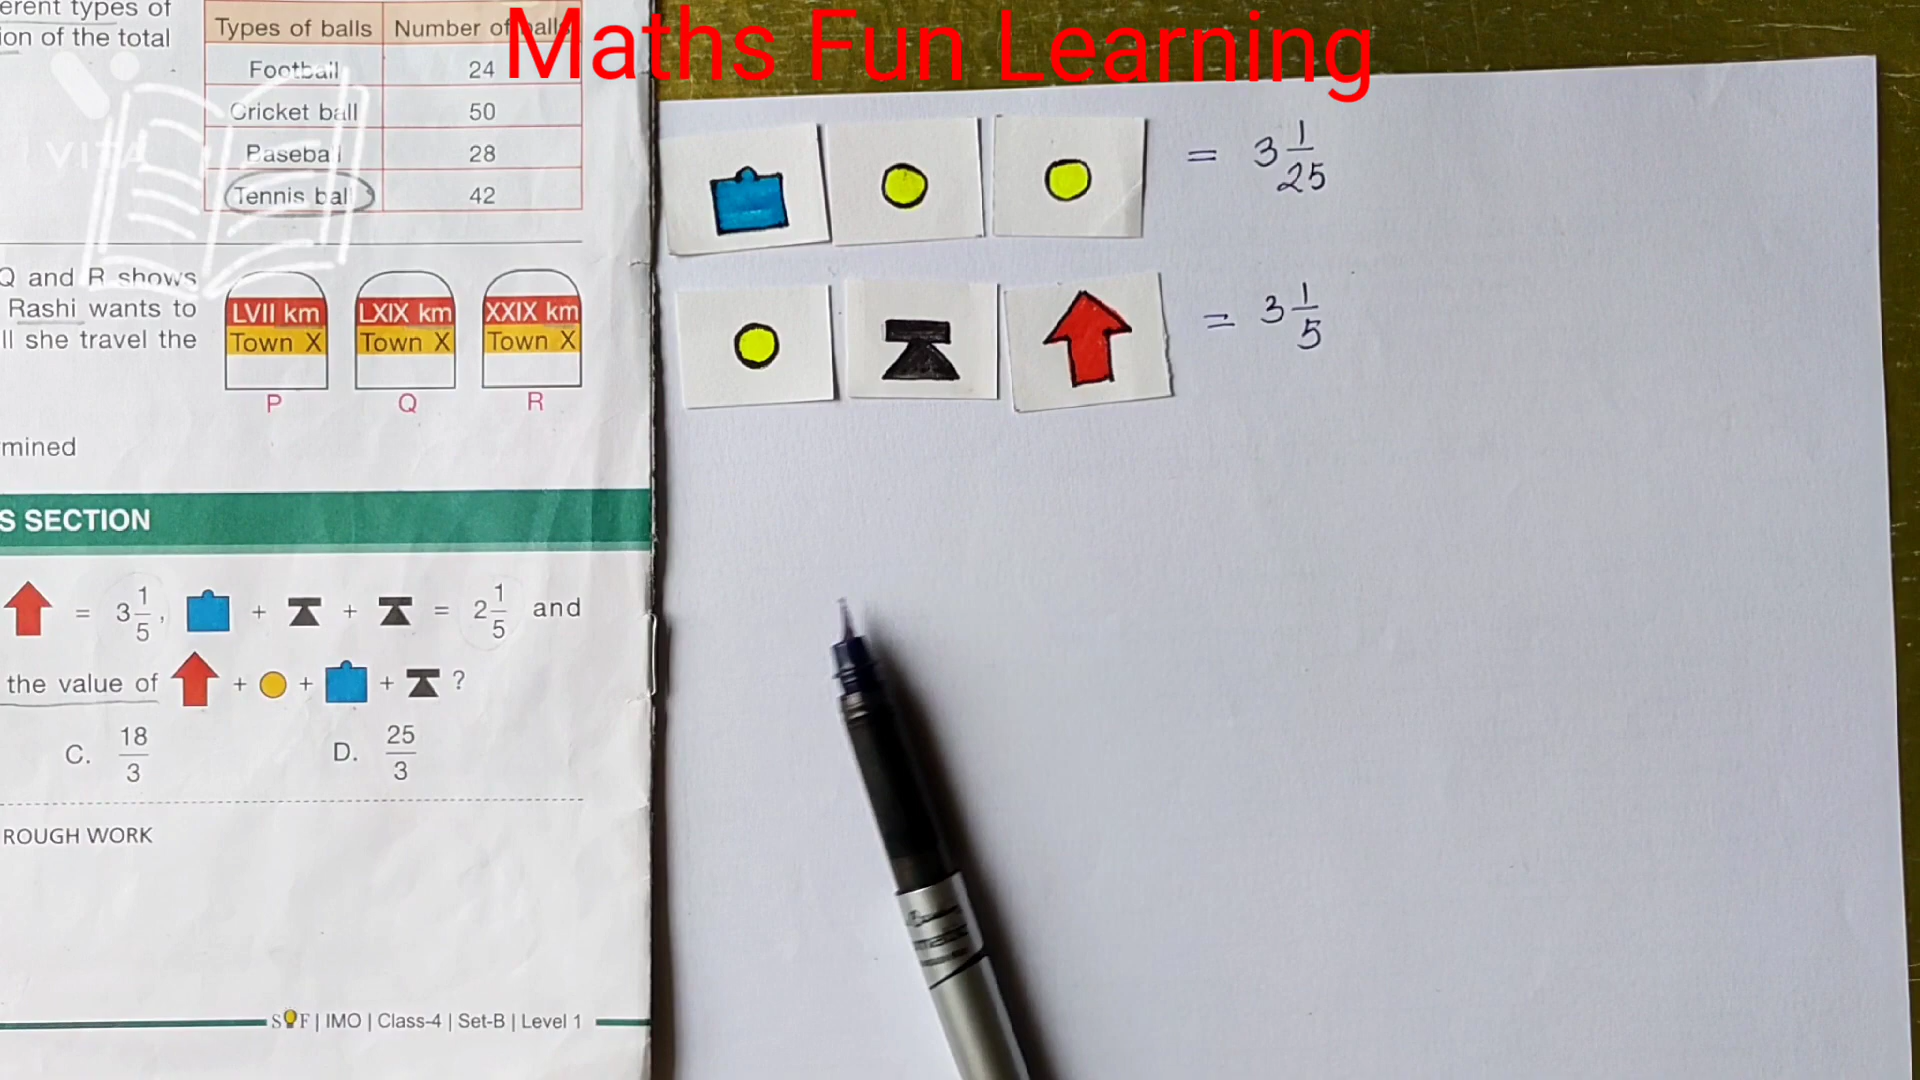 Maths Fun Learning
erent types of
ion of the total
Types of balls Number of balls
Football 24
Cricket ball 50
Baseball 28
Tennis ball 42
VITA
Q and R shows
Rashi wants to
ll she travel the
LVII km LXIX km XXIX km
Town X Town X Town X
P Q R
mined
S SECTION
= 3 1/5, + + = 2 1/5 and
the value of + + + ?
C. 18/3 D. 25/3
ROUGH WORK
SOF | IMO | Class-4 | Set-B | Level 1
= 3 1/25
= 3 1/5